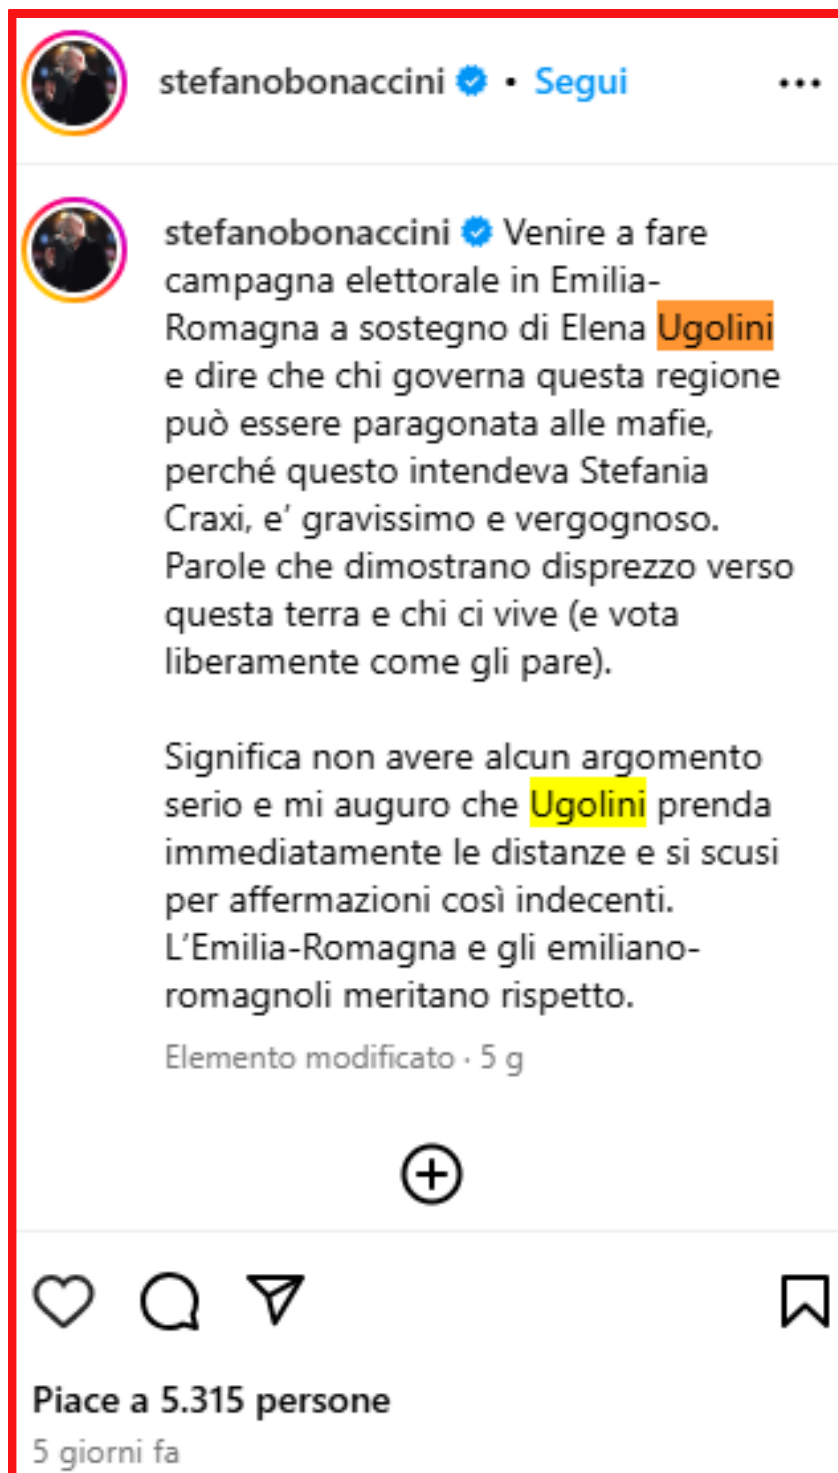 stefanobonaccini • Segui
stefanobonaccini Venire a fare
campagna elettorale in Emilia-
Romagna a sostegno di Elena Ugolini
e dire che chi governa questa regione
può essere paragonata alle mafie,
perché questo intendeva Stefania
Craxi, e’ gravissimo e vergognoso.
Parole che dimostrano disprezzo verso
questa terra e chi ci vive (e vota
liberamente come gli pare).
Significa non avere alcun argomento
serio e mi auguro che Ugolini prenda
immediatamente le distanze e si scusi
per affermazioni così indecenti.
L’Emilia-Romagna e gli emiliano-
romagnoli meritano rispetto.
Elemento modificato · 5 g
Piace a 5.315 persone
5 giorni fa